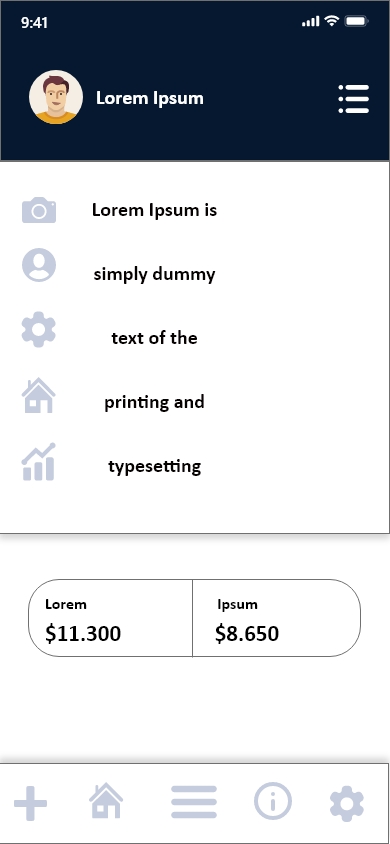 9:41
Lorem Ipsum
Lorem Ipsum is
simply dummy
text of the
printing and
typesetting
Lorem Ipsum
$11.300 $8.650